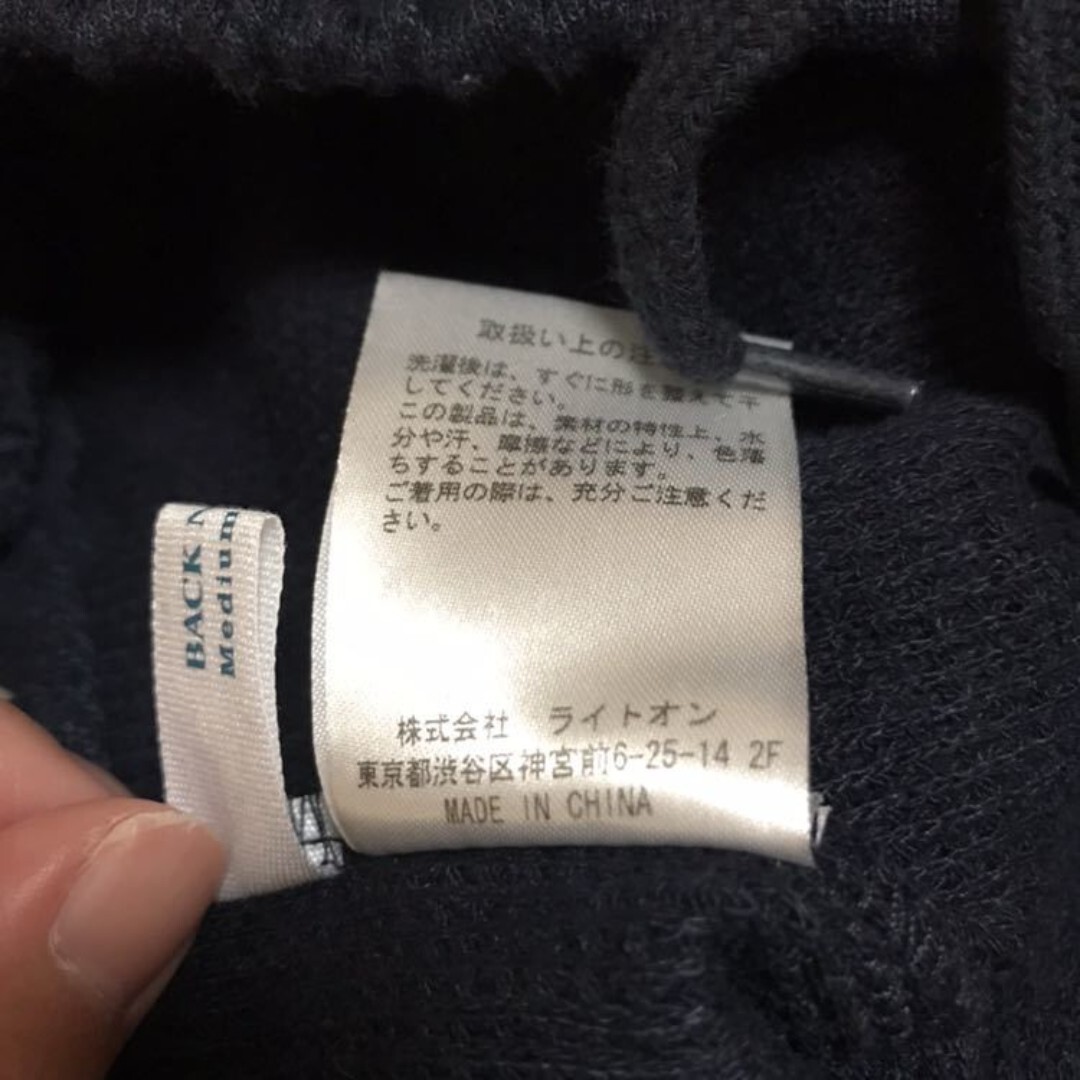 取扱い上の注
洗濯後は、すぐに形を整えて干
してください。
この製品は、素材の特性上、水
分や汗、摩擦などにより、色落
ちすることがあります。
ご着用の際は、充分ご注意くだ
さい。
株式会社 ライトオン
東京都渋谷区神宮前6-25-14 2F
MADE IN CHINA
BACK
Medium